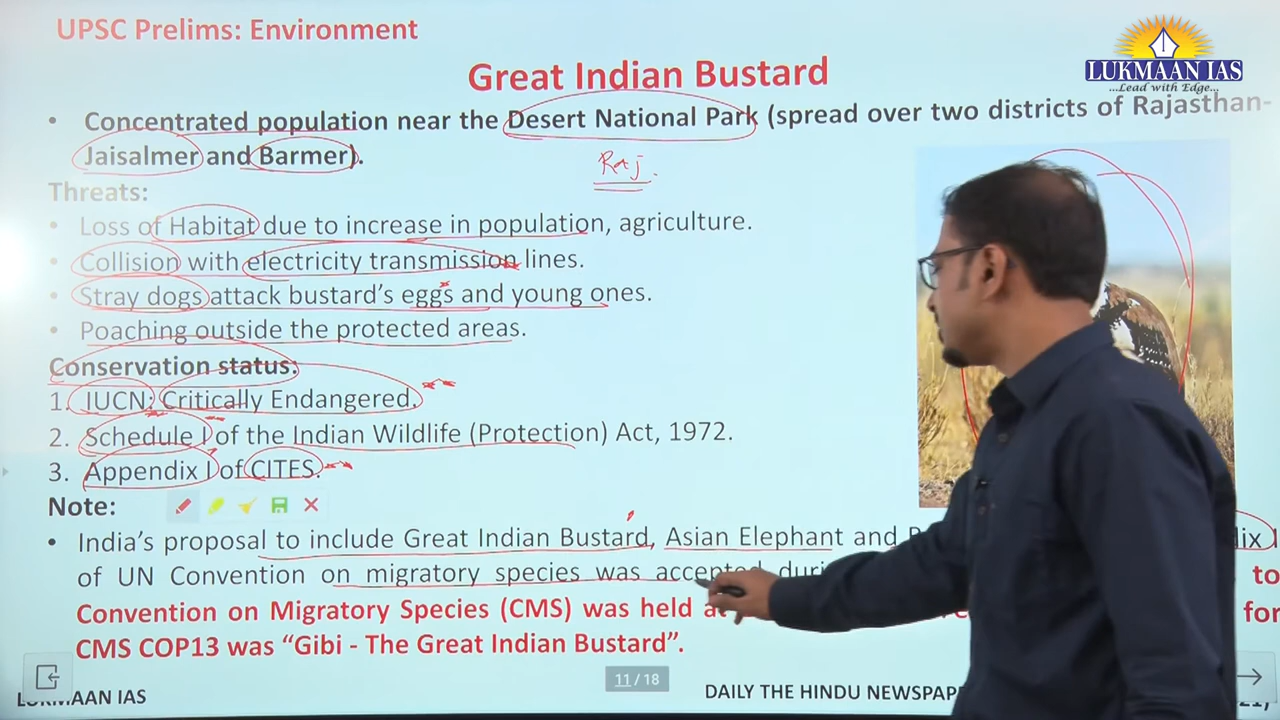 UPSC Prelims: Environment
LUKMAAN IAS
...Lead with Edge...
Great Indian Bustard
• Concentrated population near the Desert National Park (spread over two districts of Rajasthan-
Jaisalmer and Barmer).
Raj.
Threats:
• Loss of Habitat due to increase in population, agriculture.
• Collision with electricity transmission lines.
• Stray dogs attack bustard's eggs and young ones.
• Poaching outside the protected areas.
Conservation status:
1. IUCN: Critically Endangered.
2. Schedule I of the Indian Wildlife (Protection) Act, 1972.
3. Appendix I of CITES.
Note:
• India's proposal to include Great Indian Bustard, Asian Elephant and
of UN Convention on migratory species was accepted to
Convention on Migratory Species (CMS) was held for
CMS COP13 was “Gibi - The Great Indian Bustard”.
11 / 18
LUKMAAN IAS
DAILY THE HINDU